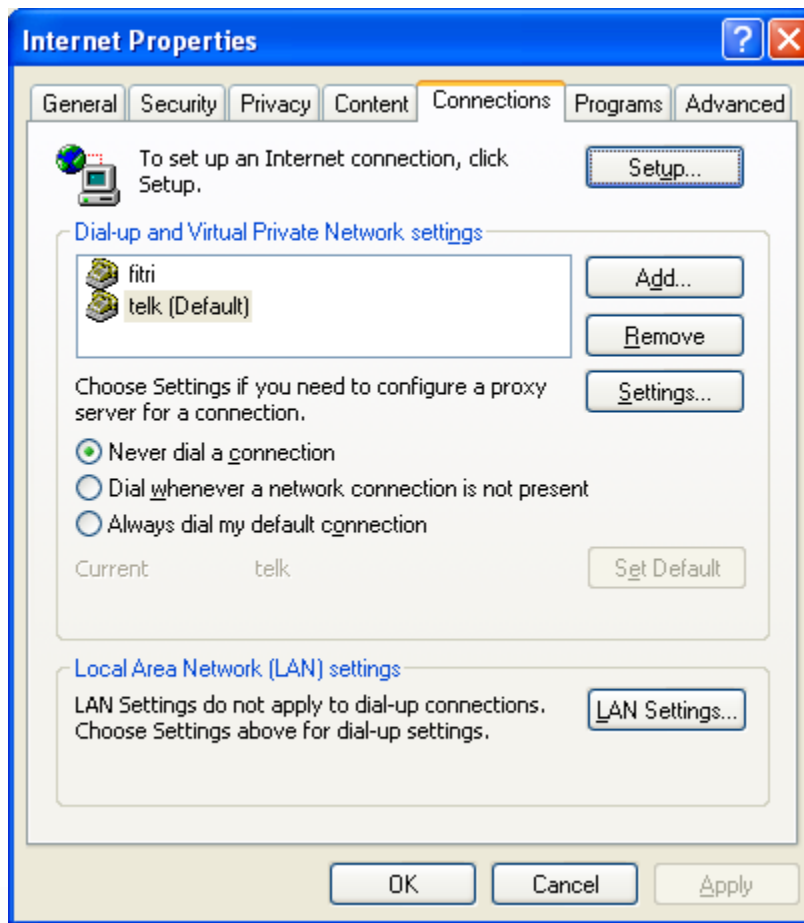 Internet Properties
General Security Privacy Content Connections Programs Advanced
To set up an Internet connection, click
Setup.
Setup...
Dial-up and Virtual Private Network settings
fitri
telk (Default)
Add...
Remove
Choose Settings if you need to configure a proxy
server for a connection.
Settings...
Never dial a connection
Dial whenever a network connection is not present
Always dial my default connection
Current telk Set Default
Local Area Network (LAN) settings
LAN Settings do not apply to dial-up connections.
Choose Settings above for dial-up settings.
LAN Settings...
OK Cancel Apply